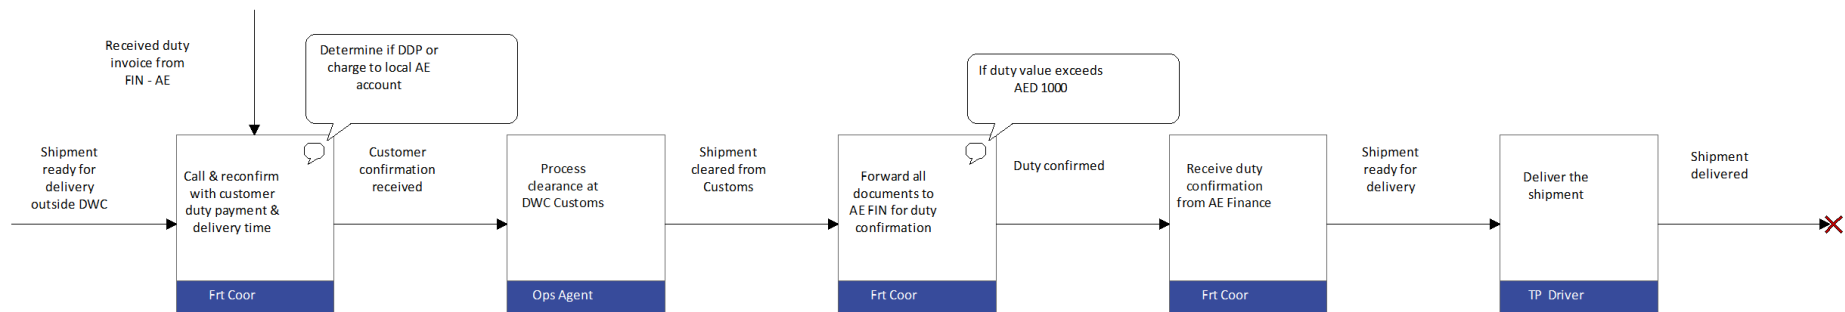 Received duty
invoice from
FIN - AE
Determine if DDP or
charge to local AE
account
If duty value exceeds
AED 1000
Shipment
ready for
delivery
outside DWC
Call & reconfirm
with customer
duty payment &
delivery time
Frt Coor
Customer
confirmation
received
Process
clearance at
DWC Customs
Ops Agent
Shipment
cleared from
Customs
Forward all
documents to
AE FIN for duty
confirmation
Frt Coor
Duty confirmed
Receive duty
confirmation
from AE Finance
Frt Coor
Shipment
ready for
delivery
Deliver the
shipment
TP Driver
Shipment
delivered